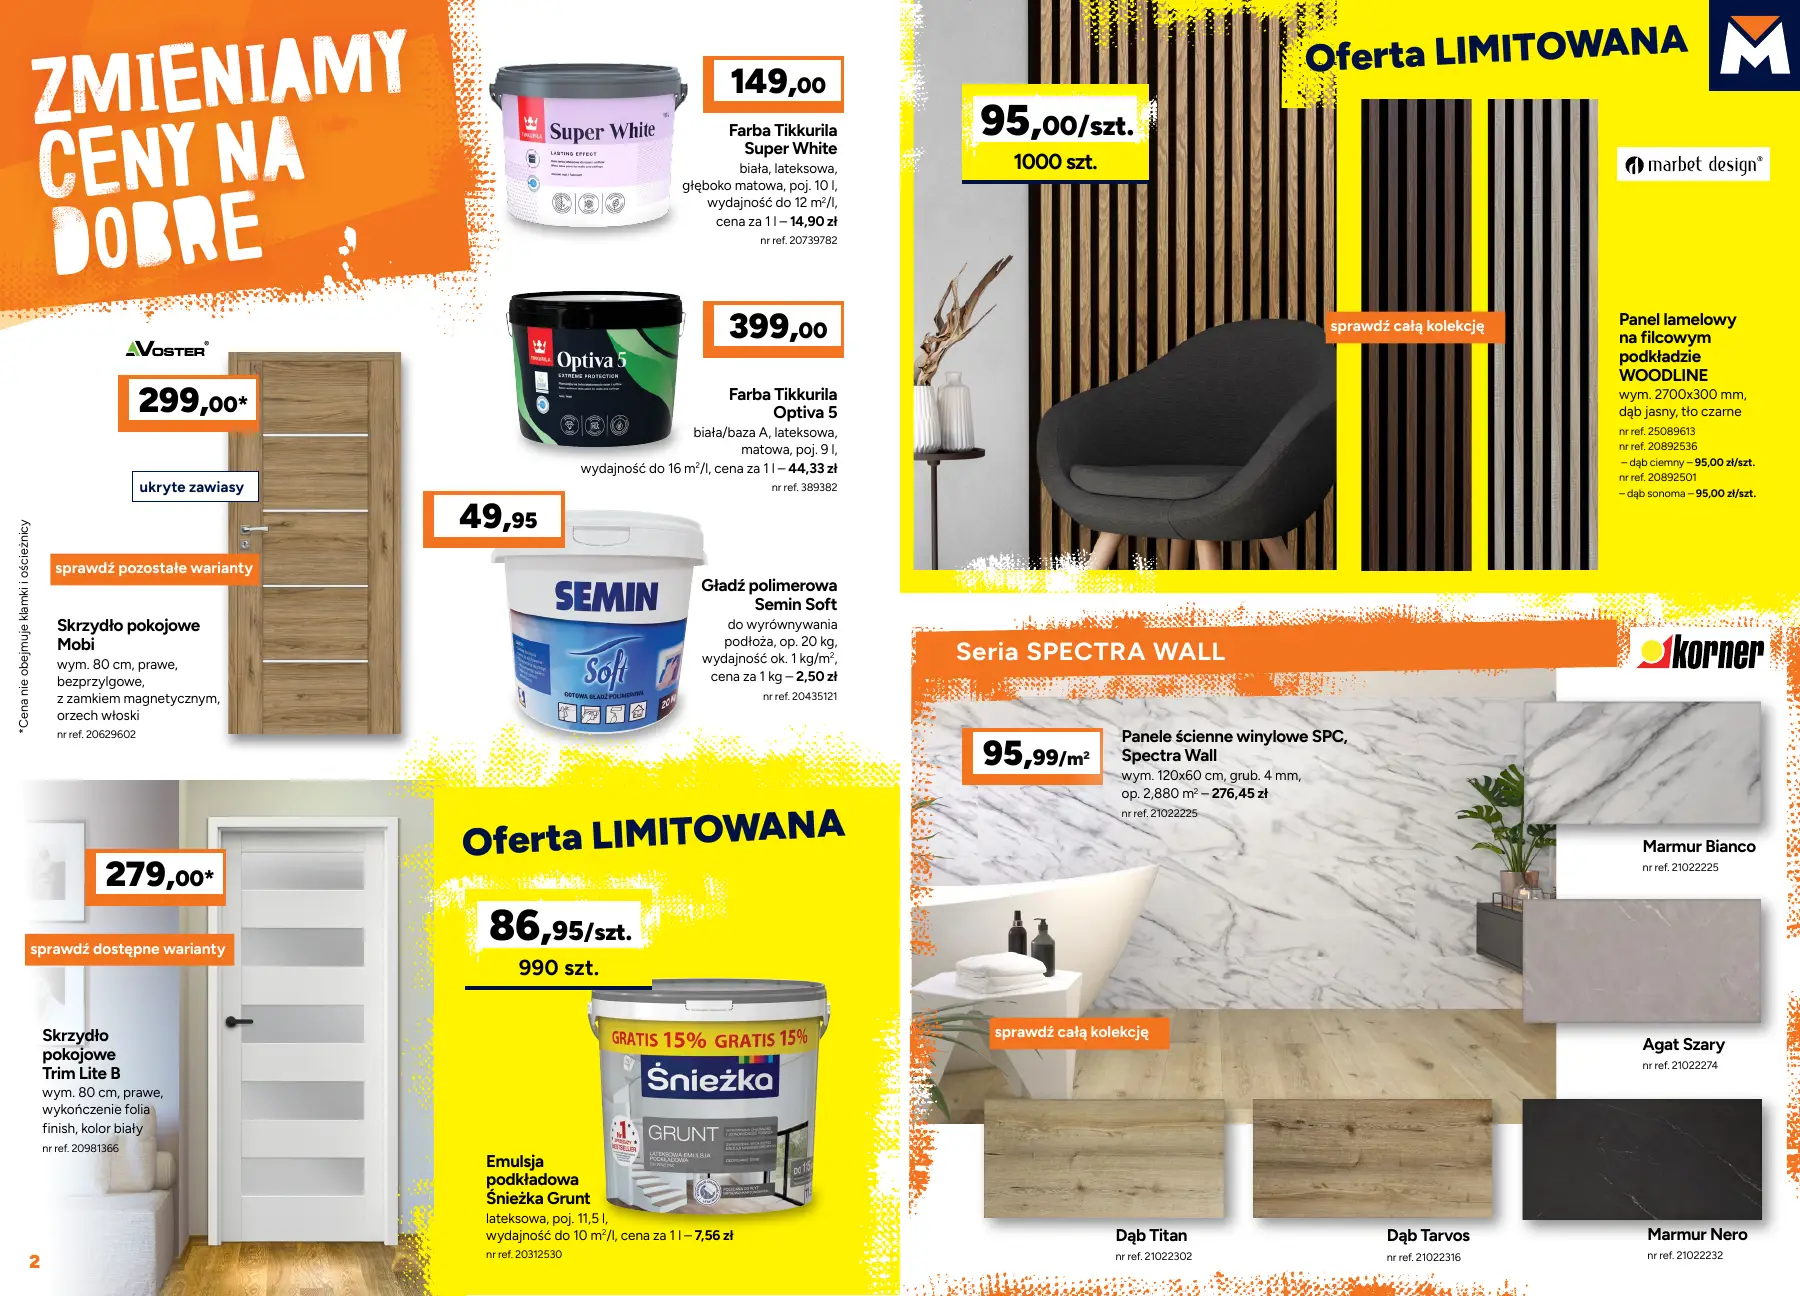 ZMIENIAMY
CENY NA
DOBRE
VOSTER®
299,00*
ukryte zawiasy
sprawdź pozostałe warianty
Skrzydło pokojowe
Mobi
wym. 80 cm, prawe,
bezprzylgowe,
z zamkiem magnetycznym,
orzech włoski
nr ref. 20629602
*Cena nie obejmuje klamki i ościeżnicy
149,00
TIKKURILA
Super White
LASTING EFFECT
Farba Tikkurila
Super White
biała, lateksowa,
głęboko matowa, poj. 10 l,
wydajność do 12 m²/l,
cena za 1 l – 14,90 zł
nr ref. 20739782
399,00
TIKKURILA
Optiva 5
EXTREME PROTECTION
Farba Tikkurila
Optiva 5
biała/baza A, lateksowa,
matowa, poj. 9 l,
wydajność do 16 m²/l, cena za 1 l – 44,33 zł
nr ref. 389382
49,95
SEMIN
Soft
GOTOWA GŁADŹ POLIMEROWA
Gładź polimerowa
Semin Soft
do wyrównywania
podłoża, op. 20 kg,
wydajność ok. 1 kg/m²,
cena za 1 kg – 2,50 zł
nr ref. 20435121
279,00*
sprawdź dostępne warianty
Skrzydło
pokojowe
Trim Lite B
wym. 80 cm, prawe,
wykończenie folia
finish, kolor biały
nr ref. 20981366
2
Oferta LIMITOWANA
86,95/szt.
990 szt.
GRATIS 15% GRATIS 15%
Śnieżka
GRUNT
LATEKSOWA EMULSJA
PODKŁADOWA
Emulsja
podkładowa
Śnieżka Grunt
lateksowa, poj. 11,5 l,
wydajność do 10 m²/l, cena za 1 l – 7,56 zł
nr ref. 20312530
Oferta LIMITOWANA
M
95,00/szt.
1000 szt.
marbet design®
sprawdź całą kolekcję
Panel lamelowy
na filcowym
podkładzie
WOODLINE
wym. 2700x300 mm,
dąb jasny, tło czarne
nr ref. 25089613
nr ref. 20892536
– dąb ciemny – 95,00 zł/szt.
nr ref. 20892501
– dąb sonoma – 95,00 zł/szt.
Seria SPECTRA WALL
korner
95,99/m²
Panele ścienne winylowe SPC,
Spectra Wall
wym. 120x60 cm, grub. 4 mm,
op. 2,880 m² – 276,45 zł
nr ref. 21022225
Marmur Bianco
nr ref. 21022225
Agat Szary
nr ref. 21022274
sprawdź całą kolekcję
Dąb Titan
nr ref. 21022302
Dąb Tarvos
nr ref. 21022316
Marmur Nero
nr ref. 21022232